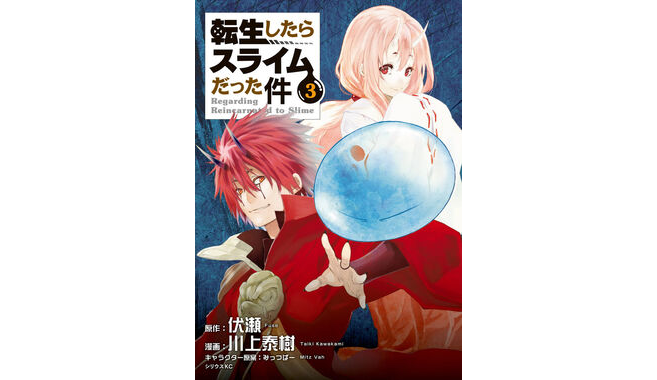 転生したら
スライム
だった件 3
Regarding
Reincarnated to Slime
原作：伏瀬 Fuse
漫画：川上泰樹 Taiki Kawakami
キャラクター原案：みっつばー Mitz Vah
シリウスKC